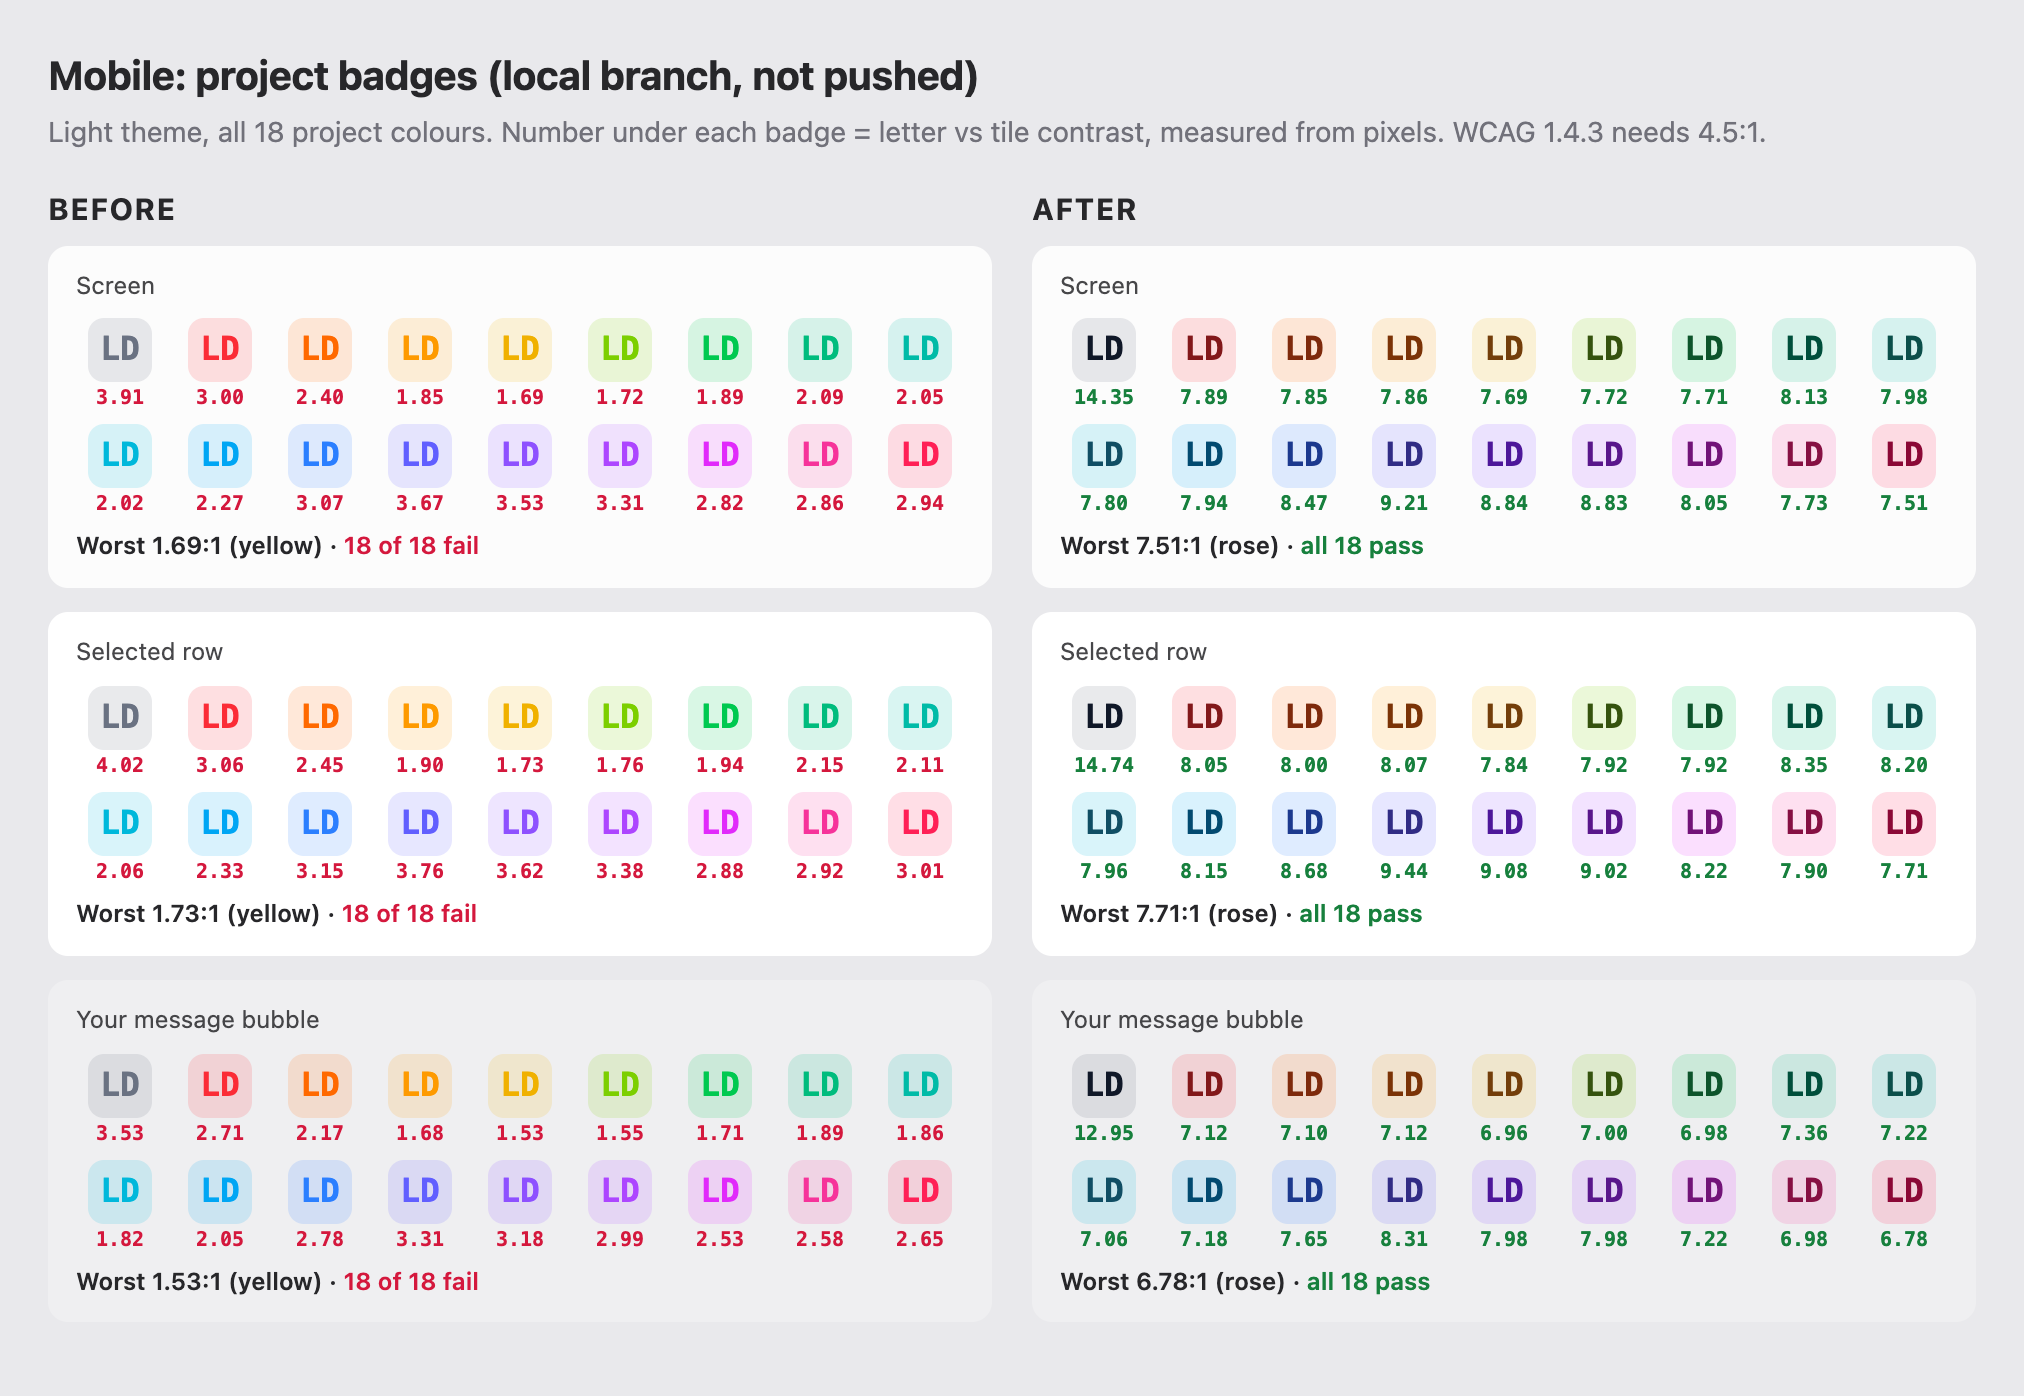 Mobile: project badges (local branch, not pushed)
Light theme, all 18 project colours. Number under each badge = letter vs tile contrast, measured from pixels. WCAG 1.4.3 needs 4.5:1.
BEFORE
Screen
LD LD LD LD LD LD LD LD LD
3.91 3.00 2.40 1.85 1.69 1.72 1.89 2.09 2.05
LD LD LD LD LD LD LD LD LD
2.02 2.27 3.07 3.67 3.53 3.31 2.82 2.86 2.94
Worst 1.69:1 (yellow) · 18 of 18 fail
Selected row
LD LD LD LD LD LD LD LD LD
4.02 3.06 2.45 1.90 1.73 1.76 1.94 2.15 2.11
LD LD LD LD LD LD LD LD LD
2.06 2.33 3.15 3.76 3.62 3.38 2.88 2.92 3.01
Worst 1.73:1 (yellow) · 18 of 18 fail
Your message bubble
LD LD LD LD LD LD LD LD LD
3.53 2.71 2.17 1.68 1.53 1.55 1.71 1.89 1.86
LD LD LD LD LD LD LD LD LD
1.82 2.05 2.78 3.31 3.18 2.99 2.53 2.58 2.65
Worst 1.53:1 (yellow) · 18 of 18 fail
AFTER
Screen
LD LD LD LD LD LD LD LD LD
14.35 7.89 7.85 7.86 7.69 7.72 7.71 8.13 7.98
LD LD LD LD LD LD LD LD LD
7.80 7.94 8.47 9.21 8.84 8.83 8.05 7.73 7.51
Worst 7.51:1 (rose) · all 18 pass
Selected row
LD LD LD LD LD LD LD LD LD
14.74 8.05 8.00 8.07 7.84 7.92 7.92 8.35 8.20
LD LD LD LD LD LD LD LD LD
7.96 8.15 8.68 9.44 9.08 9.02 8.22 7.90 7.71
Worst 7.71:1 (rose) · all 18 pass
Your message bubble
LD LD LD LD LD LD LD LD LD
12.95 7.12 7.10 7.12 6.96 7.00 6.98 7.36 7.22
LD LD LD LD LD LD LD LD LD
7.06 7.18 7.65 8.31 7.98 7.98 7.22 6.98 6.78
Worst 6.78:1 (rose) · all 18 pass